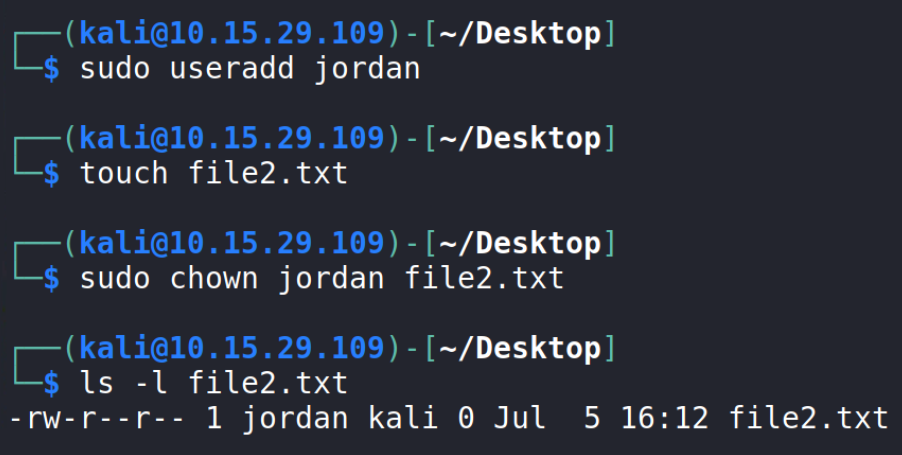 ┌──(kali@10.15.29.109)-[~/Desktop]
└─$ sudo useradd jordan
┌──(kali@10.15.29.109)-[~/Desktop]
└─$ touch file2.txt
┌──(kali@10.15.29.109)-[~/Desktop]
└─$ sudo chown jordan file2.txt
┌──(kali@10.15.29.109)-[~/Desktop]
└─$ ls -l file2.txt
-rw-r--r-- 1 jordan kali 0 Jul  5 16:12 file2.txt